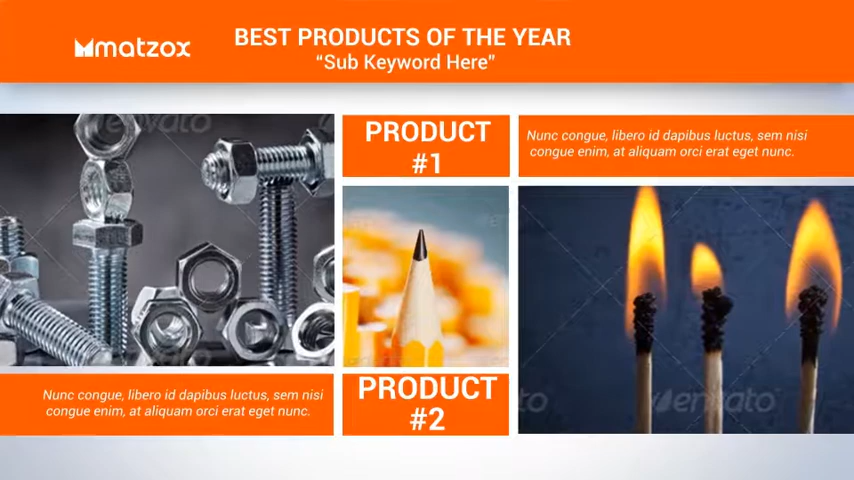 matzox
BEST PRODUCTS OF THE YEAR
“Sub Keyword Here”
envato
PRODUCT
#1
Nunc congue, libero id dapibus luctus, sem nisi
congue enim, at aliquam orci erat eget nunc.
Nunc congue, libero id dapibus luctus, sem nisi
congue enim, at aliquam orci erat eget nunc.
PRODUCT
#2
envato